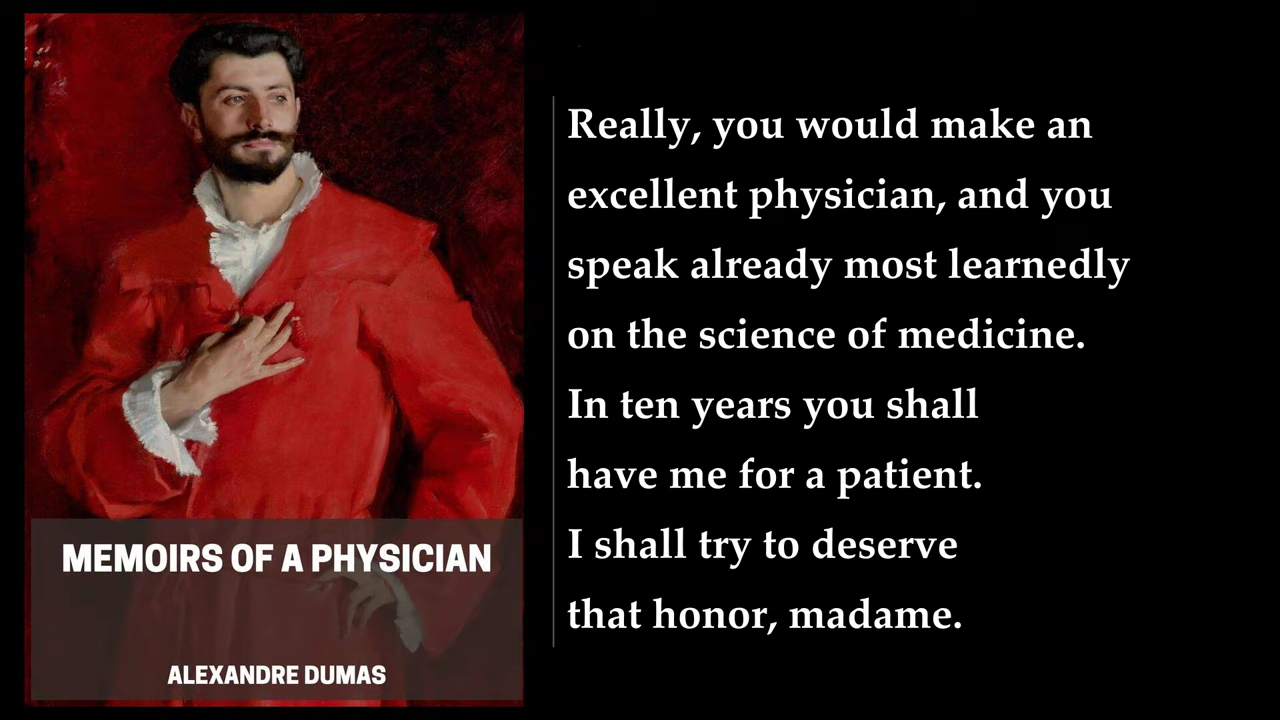 MEMOIRS OF A PHYSICIAN
ALEXANDRE DUMAS
Really, you would make an
excellent physician, and you
speak already most learnedly
on the science of medicine.
In ten years you shall
have me for a patient.
I shall try to deserve
that honor, madame.